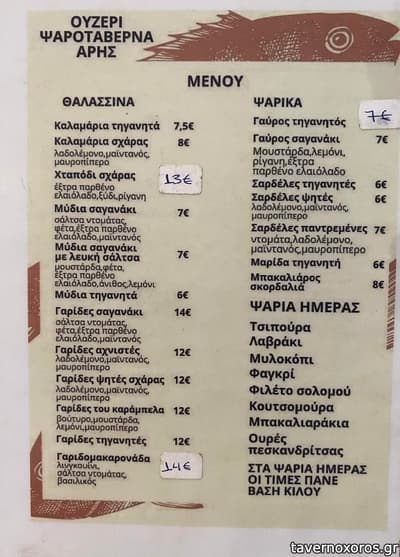 ΟΥΖΕΡΙ
ΨΑΡΟΤΑΒΕΡΝΑ
ΑΡΗΣ
ΜΕΝΟΥ
ΘΑΛΑΣΣΙΝΑ
Καλαμάρια τηγανητά 7,5€
Καλαμάρια σχάρας 8€
λαδολέμονο,μαϊντανός,
μαυροπίπερο
Χταπόδι σχάρας 13€
έξτρα παρθένο
ελαιόλαδο,ξύδι,ρίγανη
Μύδια σαγανάκι 7€
σάλτσα ντομάτας,
φέτα,έξτρα παρθένο
ελαιόλαδο,μαϊντανός
Μύδια σαγανάκι
με λευκή σάλτσα 7€
μουστάρδα,φέτα,
έξτρα παρθένο
ελαιόλαδο,άνιθος,λεμόνι
Μύδια τηγανητά 6€
Γαρίδες σαγανάκι 14€
σάλτσα ντομάτας,
φέτα,έξτρα παρθένο
ελαιόλαδο,μαϊντανός
Γαρίδες αχνιστές 12€
λαδολέμονο,μαϊντανός,
μαυροπίπερο
Γαρίδες ψητές σχάρας 12€
λαδολέμονο,μαϊντανός,
μαυροπίπερο
Γαρίδες του καράμπελα 12€
βούτυρο,μουστάρδα,
λεμόνι,μαυροπίπερο
Γαρίδες τηγανητές 12€
Γαριδομακαρονάδα 14€
λινγκουίνι,
σάλτσα ντομάτας,
βασιλικός
ΨΑΡΙΚΑ
Γαύρος τηγανητός 7€
Γαύρος σαγανάκι 7€
Μουστάρδα,λεμόνι,
ρίγανη,έξτρα
παρθένο ελαιόλαδο
Σαρδέλες τηγανητές 6€
Σαρδέλες ψητές 6€
λαδολέμονο,μαϊντανός,
μαυροπίπερο
Σαρδέλες παντρεμένες 7€
ντομάτα,λαδολέμονο,
μαϊντανός,μαυροπίπερο
Μαρίδα τηγανητή 6€
Μπακαλιάρος
σκορδαλιά 8€
ΨΑΡΙΑ ΗΜΕΡΑΣ
Τσιπούρα
Λαβράκι
Μυλοκόπι
Φαγκρί
Φιλέτο σολομού
Κουτσομούρα
Μπακαλιαράκια
Ουρές
πεσκανδρίτσας
ΣΤΑ ΨΑΡΙΑ ΗΜΕΡΑΣ
ΟΙ ΤΙΜΕΣ ΠΑΝΕ
ΒΑΣΗ ΚΙΛΟΥ
tavernoxoros.gr